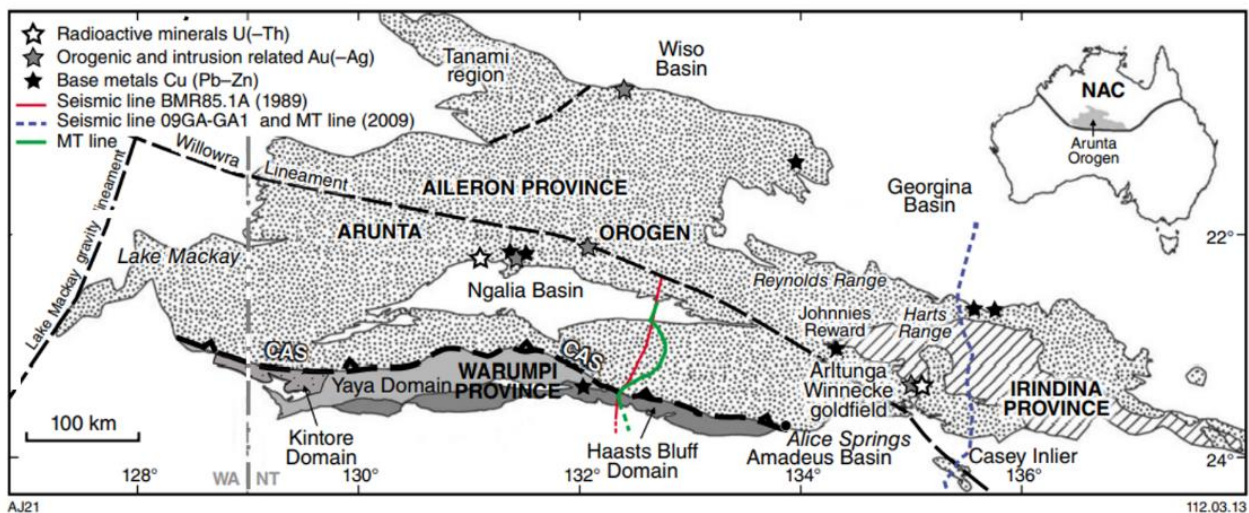 Radioactive minerals U(–Th)
Orogenic and intrusion related Au(–Ag)
Base metals Cu (Pb–Zn)
Seismic line BMR85.1A (1989)
Seismic line 09GA-GA1 and MT line (2009)
MT line
Tanami
region
Wiso
Basin
NAC
Arunta
Orogen
Willowra
Lineament
Lake Mackay gravity lineament
AILERON PROVINCE
Georgina
Basin
ARUNTA
OROGEN
22°
Lake Mackay
Ngalia Basin
Reynolds Range
Johnnies
Reward
Harts
Range
CAS
CAS
Yaya Domain
WARUMPI
PROVINCE
Arltunga
Winnecke
goldfield
IRINDINA
PROVINCE
100 km
Kintore
Domain
Haasts Bluff
Domain
Alice Springs
Amadeus Basin
Casey Inlier
24°
128°
WA
NT
130°
132°
134°
136°
AJ21
112.03.13